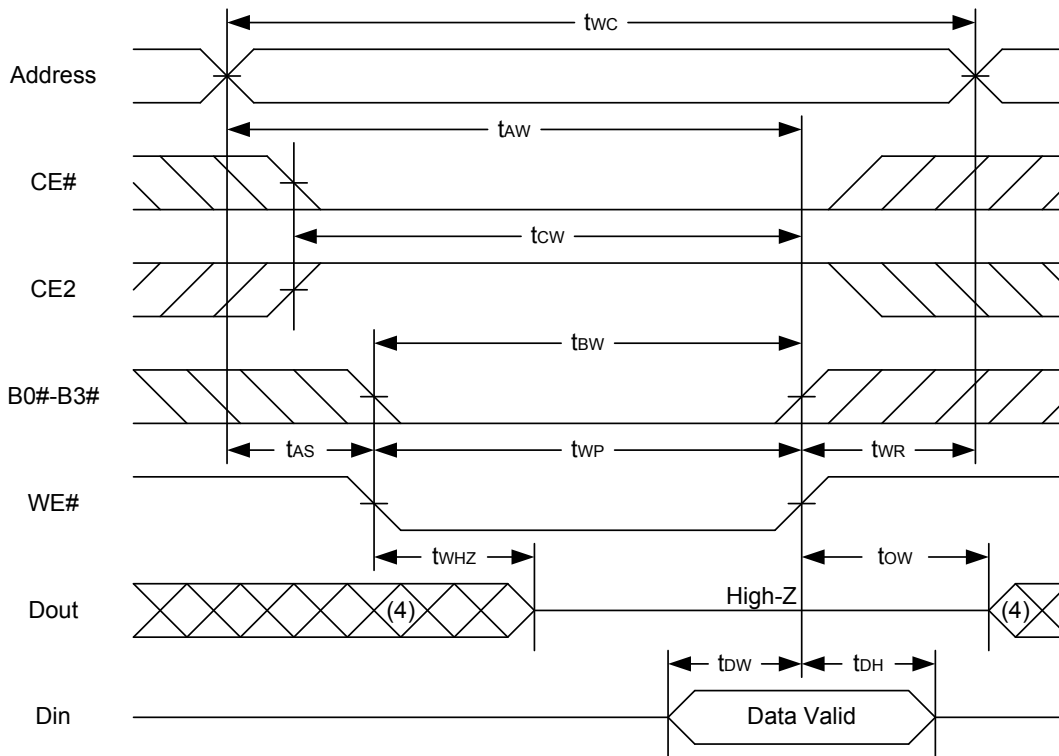 tWC
Address
tAW
CE#
tCW
CE2
tBW
B0#-B3#
tAS
tWP
tWR
WE#
tWHZ
tOW
Dout
(4)
High-Z
(4)
tDW
tDH
Din
Data Valid